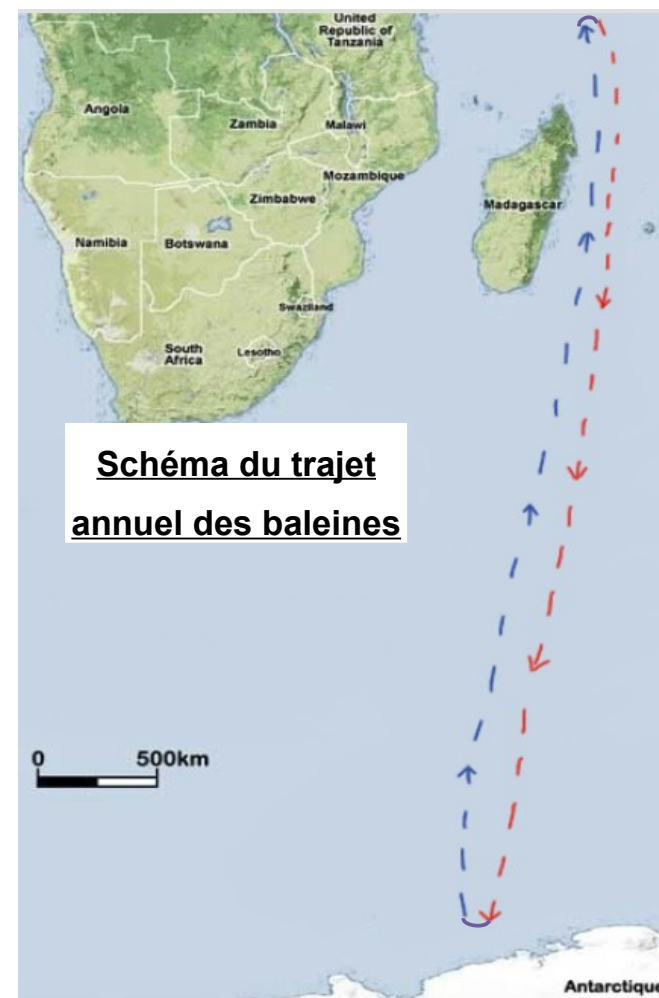 United
Republic of
Tanzania
Angola
Zambia
Malawi
Mozambique
Zimbabwe
Madagascar
Namibia
Botswana
Swaziland
South
Africa
Lesotho
Schéma du trajet
annuel des baleines
0 500km
Antarctique